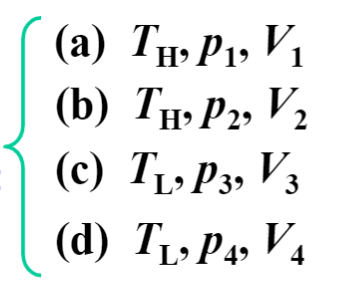 (a) T_H, p_1, V_1
(b) T_H, p_2, V_2
(c) T_L, p_3, V_3
(d) T_L, p_4, V_4